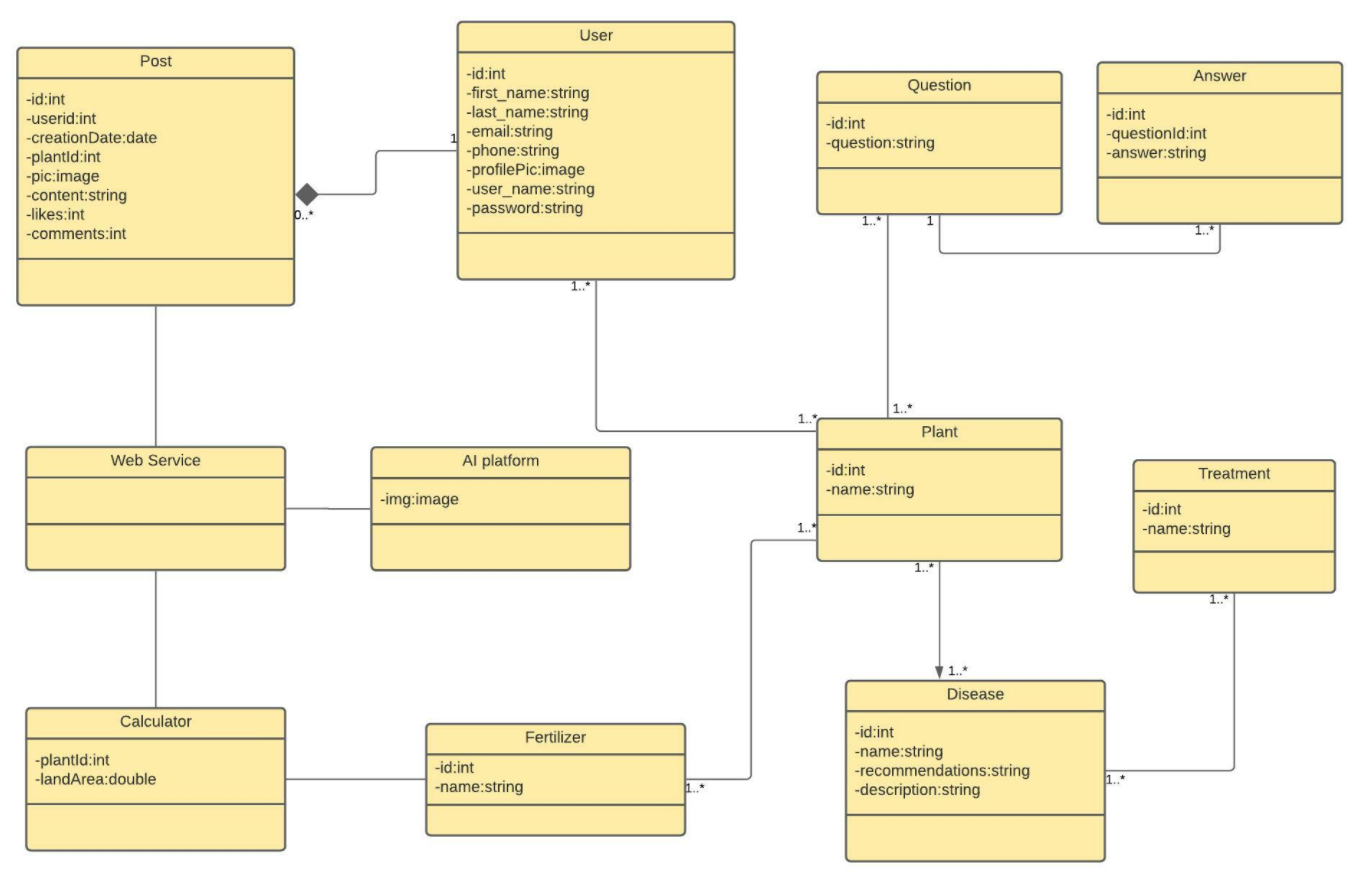 Post
-id:int
-userid:int
-creationDate:date
-plantId:int
-pic:image
-content:string
-likes:int
-comments:int
0..*
1
User
-id:int
-first_name:string
-last_name:string
-email:string
-phone:string
-profilePic:image
-user_name:string
-password:string
1..*
Question
-id:int
-question:string
1..*
1
Answer
-id:int
-questionId:int
-answer:string
1..*
Web Service
AI platform
-img:image
1..*
1..*
Plant
-id:int
-name:string
1..*
1..*
Treatment
-id:int
-name:string
1..*
Calculator
-plantId:int
-landArea:double
Fertilizer
-id:int
-name:string
1..*
1..*
Disease
-id:int
-name:string
-recommendations:string
-description:string
1..*